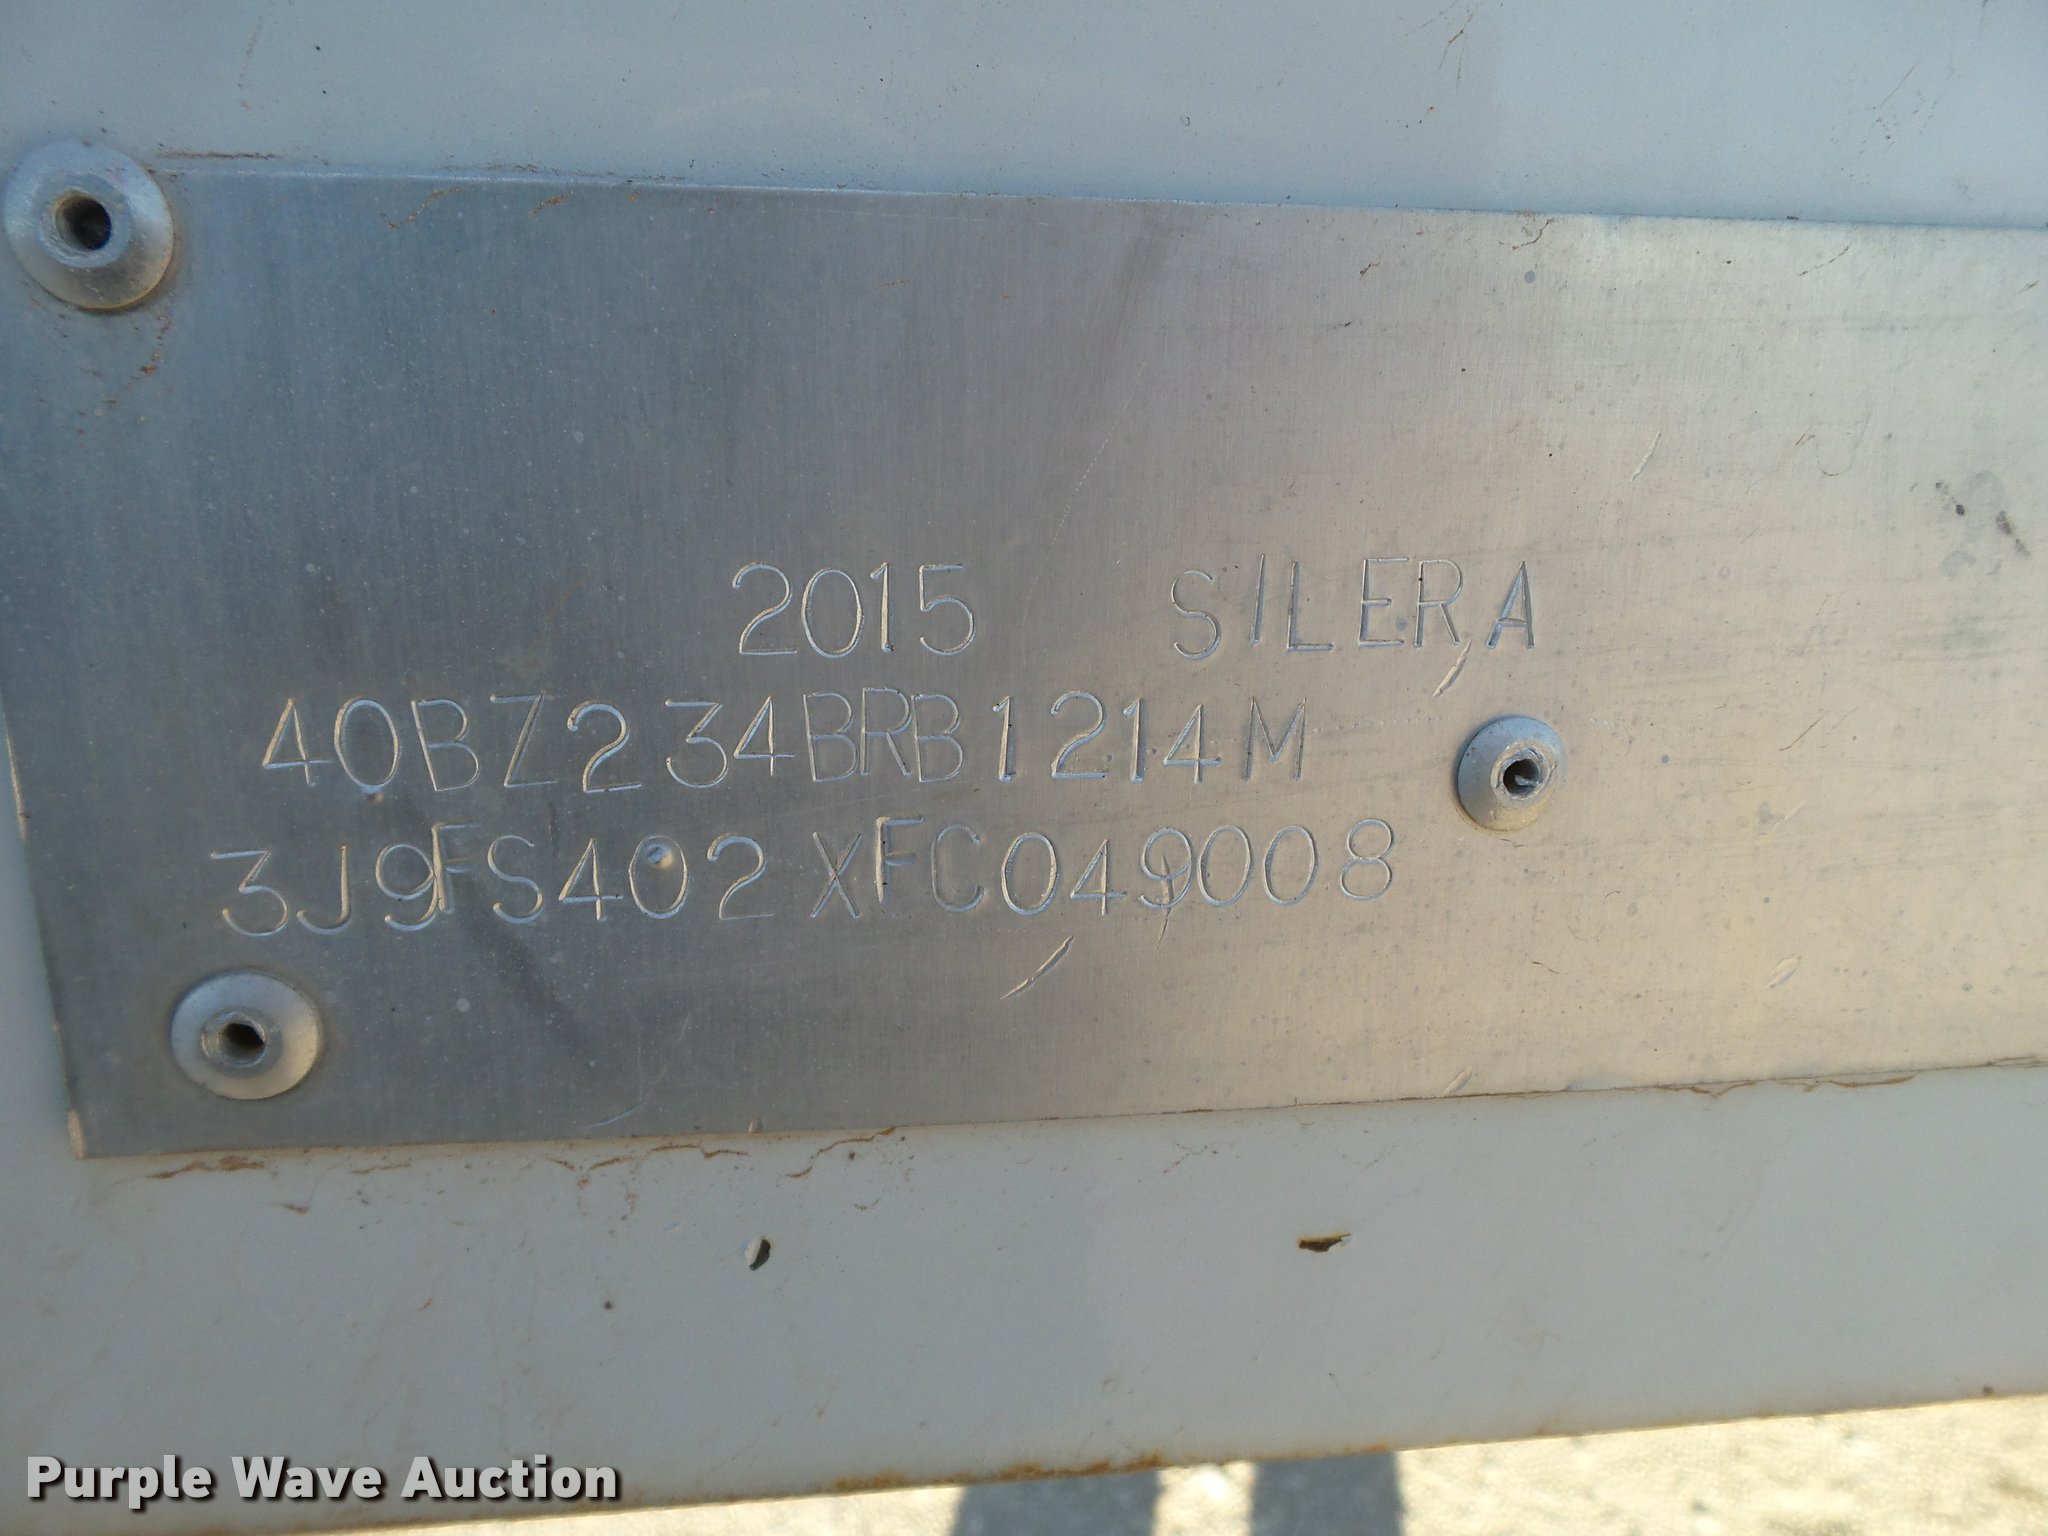 2015 SILERA
40BZ234BRB1214M
3J9FS402XFC049008
Purple Wave Auction